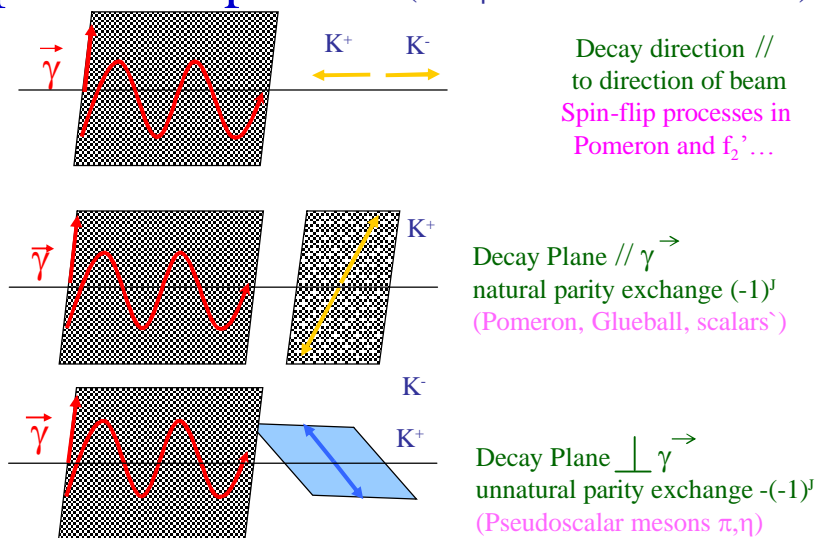 K⁺ K⁻
γ⃗
Decay direction //
to direction of beam
Spin-flip processes in
Pomeron and f₂’…
γ⃗
K⁺
Decay Plane // γ→
natural parity exchange (-1)ᴶ
(Pomeron, Glueball, scalars`)
γ⃗
K⁻
K⁺
Decay Plane ⊥ γ→
unnatural parity exchange -(-1)ᴶ
(Pseudoscalar mesons π,η)